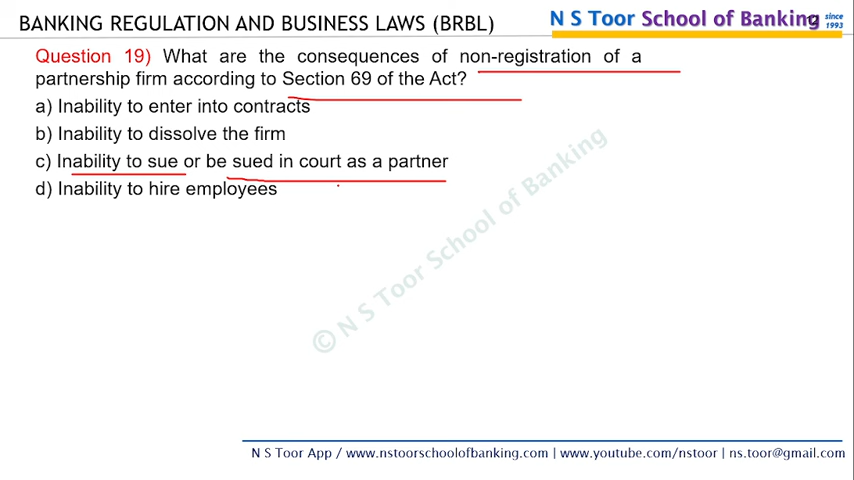 BANKING REGULATION AND BUSINESS LAWS (BRBL)
N S Toor School of Banking since 1993
Question 19) What are the consequences of non-registration of a
partnership firm according to Section 69 of the Act?
a) Inability to enter into contracts
b) Inability to dissolve the firm
c) Inability to sue or be sued in court as a partner
d) Inability to hire employees
© N S Toor School of Banking
N S Toor App / www.nstoorschoolofbanking.com | www.youtube.com/nstoor | ns.toor@gmail.com